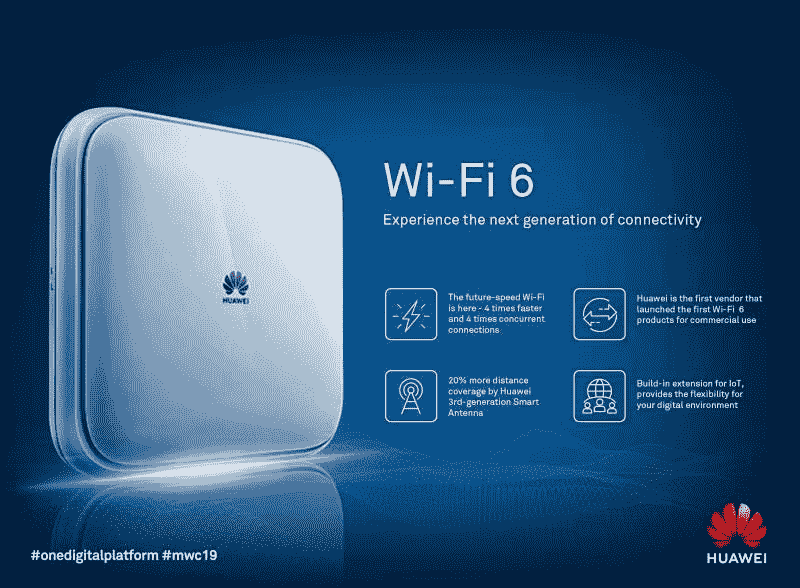 HUAWEI
Wi-Fi 6
Experience the next generation of connectivity
The future-speed Wi-Fi
is here - 4 times faster
and 4 times concurrent
connections
Huawei is the first vendor that
launched the first Wi-Fi 6
products for commercial use
20% more distance
coverage by Huawei
3rd-generation Smart
Antenna
Build-in extension for IoT,
provides the flexibility for
your digital environment
#onedigitalplatform #mwc19
HUAWEI